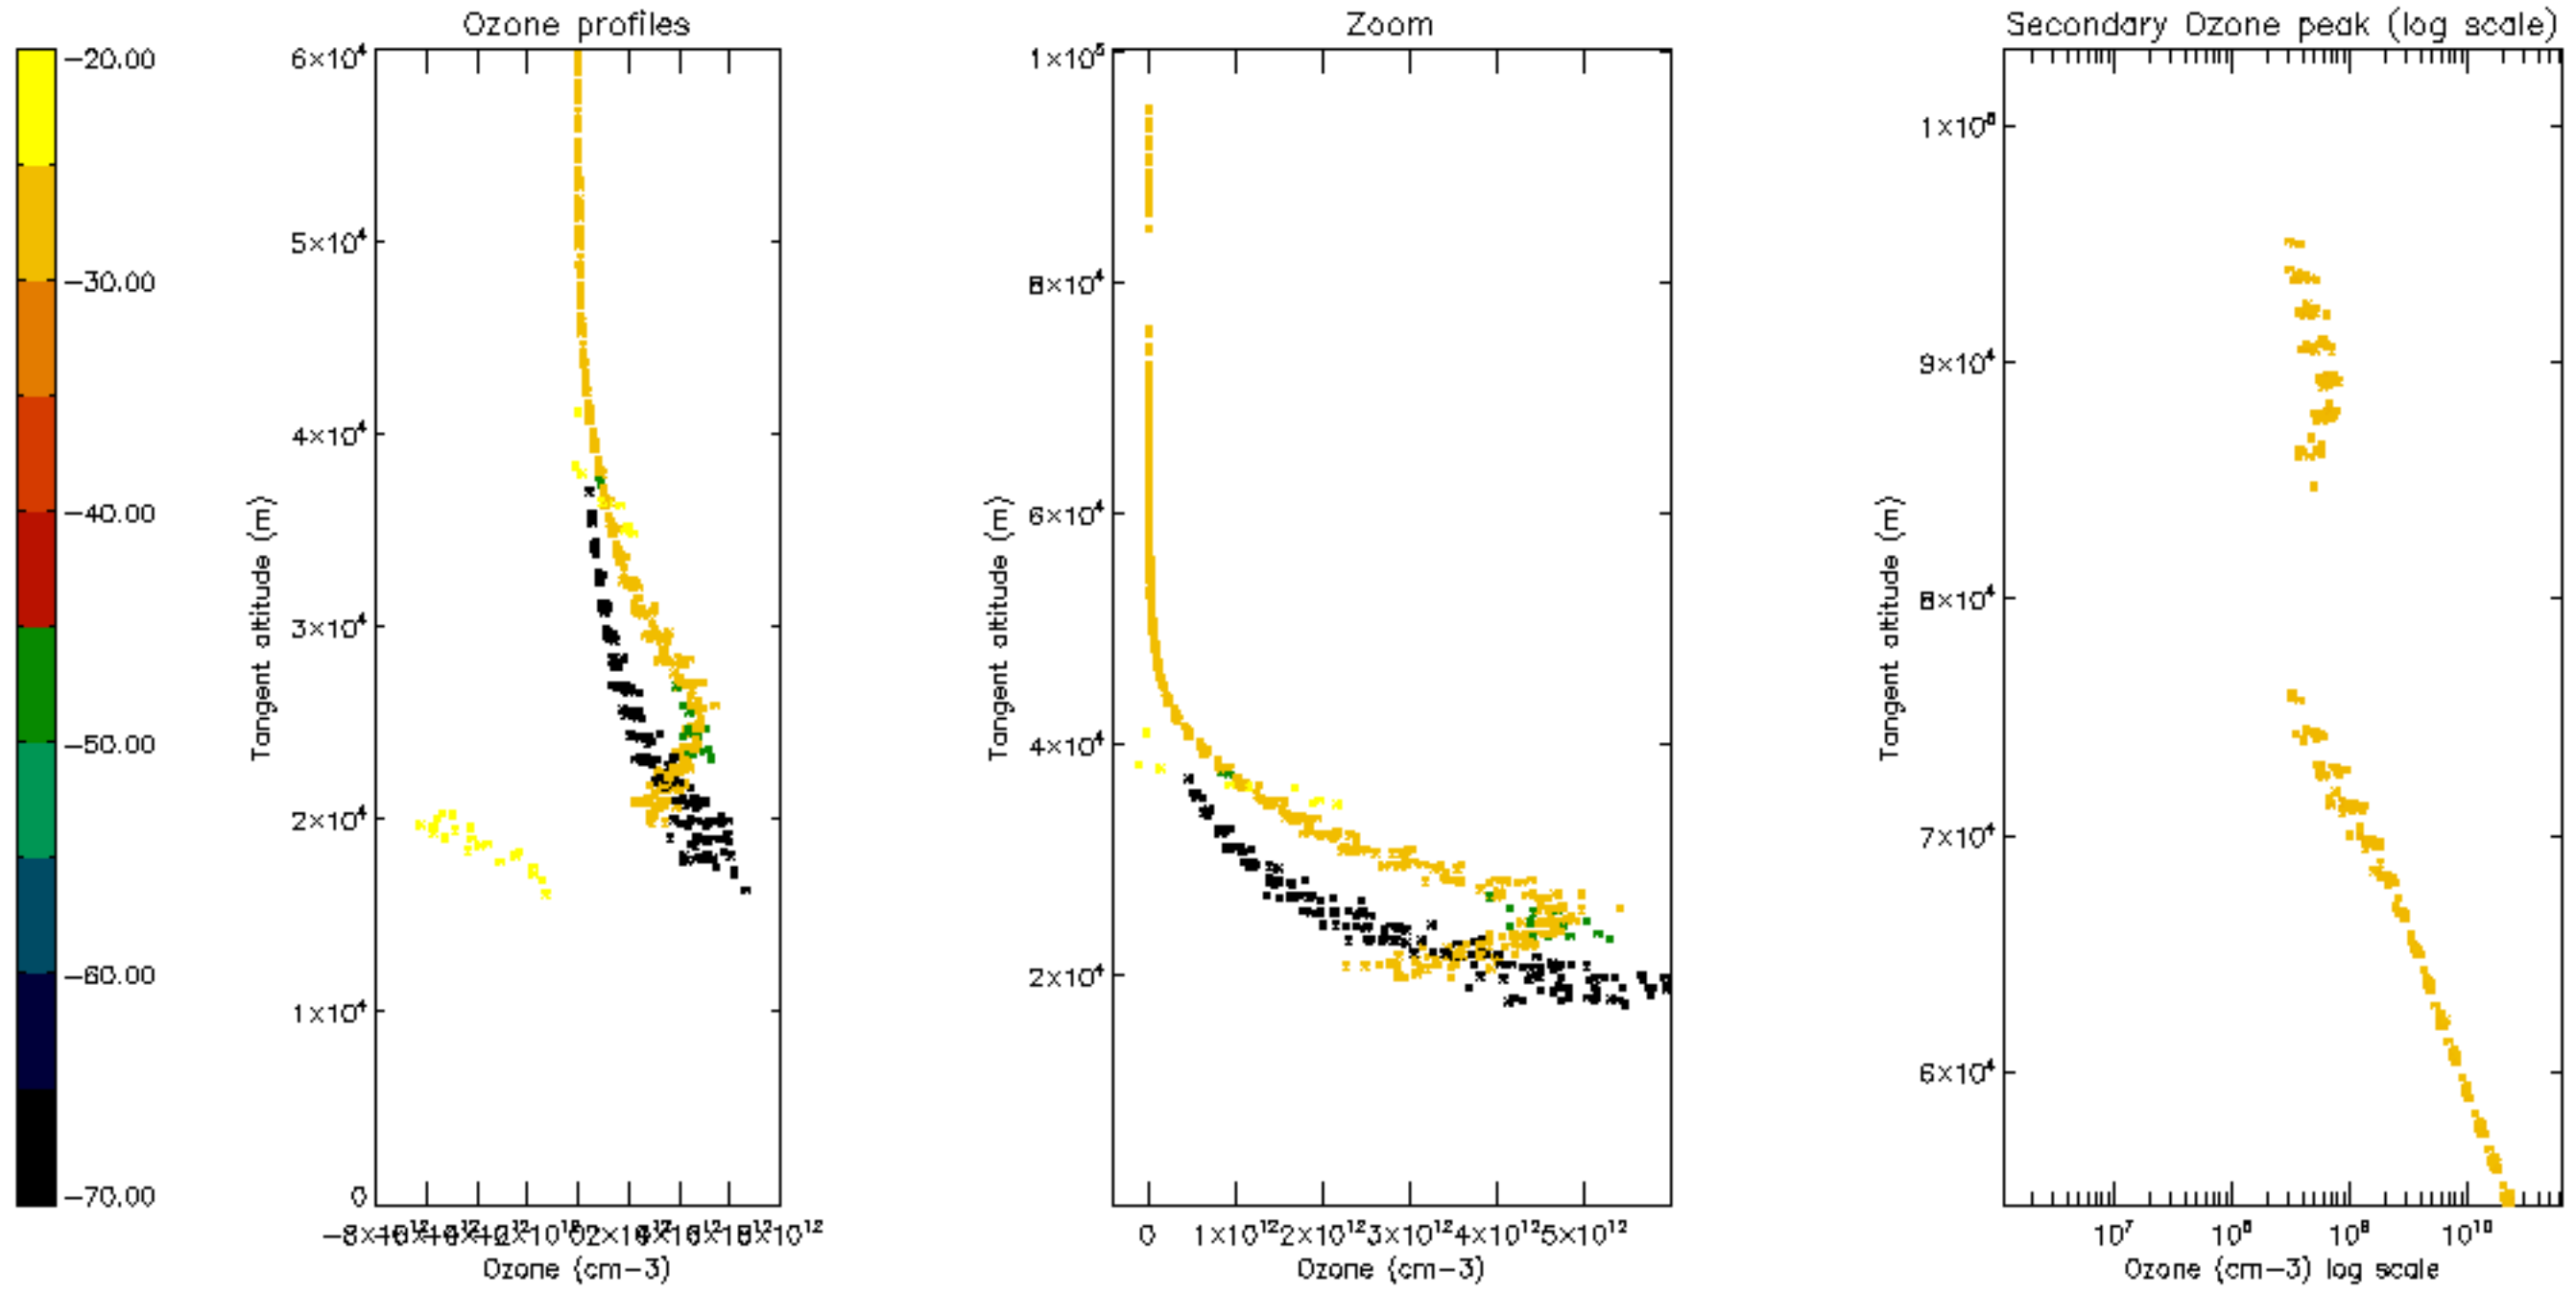 Ozone profiles
Zoom
Secondary Ozone peak (log scale)
−20.00
−30.00
−40.00
−50.00
−60.00
−70.00
6×10⁴
5×10⁴
4×10⁴
3×10⁴
2×10⁴
1×10⁴
0
Tangent altitude (m)
Ozone (cm−3)
1×10⁵
8×10⁴
6×10⁴
4×10⁴
2×10⁴
Tangent altitude (m)
0 1×10¹² 2×10¹² 3×10¹² 4×10¹² 5×10¹²
Ozone (cm−3)
1×10⁵
9×10⁴
8×10⁴
7×10⁴
6×10⁴
Tangent altitude (m)
10⁷ 10⁸ 10⁹ 10¹⁰
Ozone (cm−3) log scale